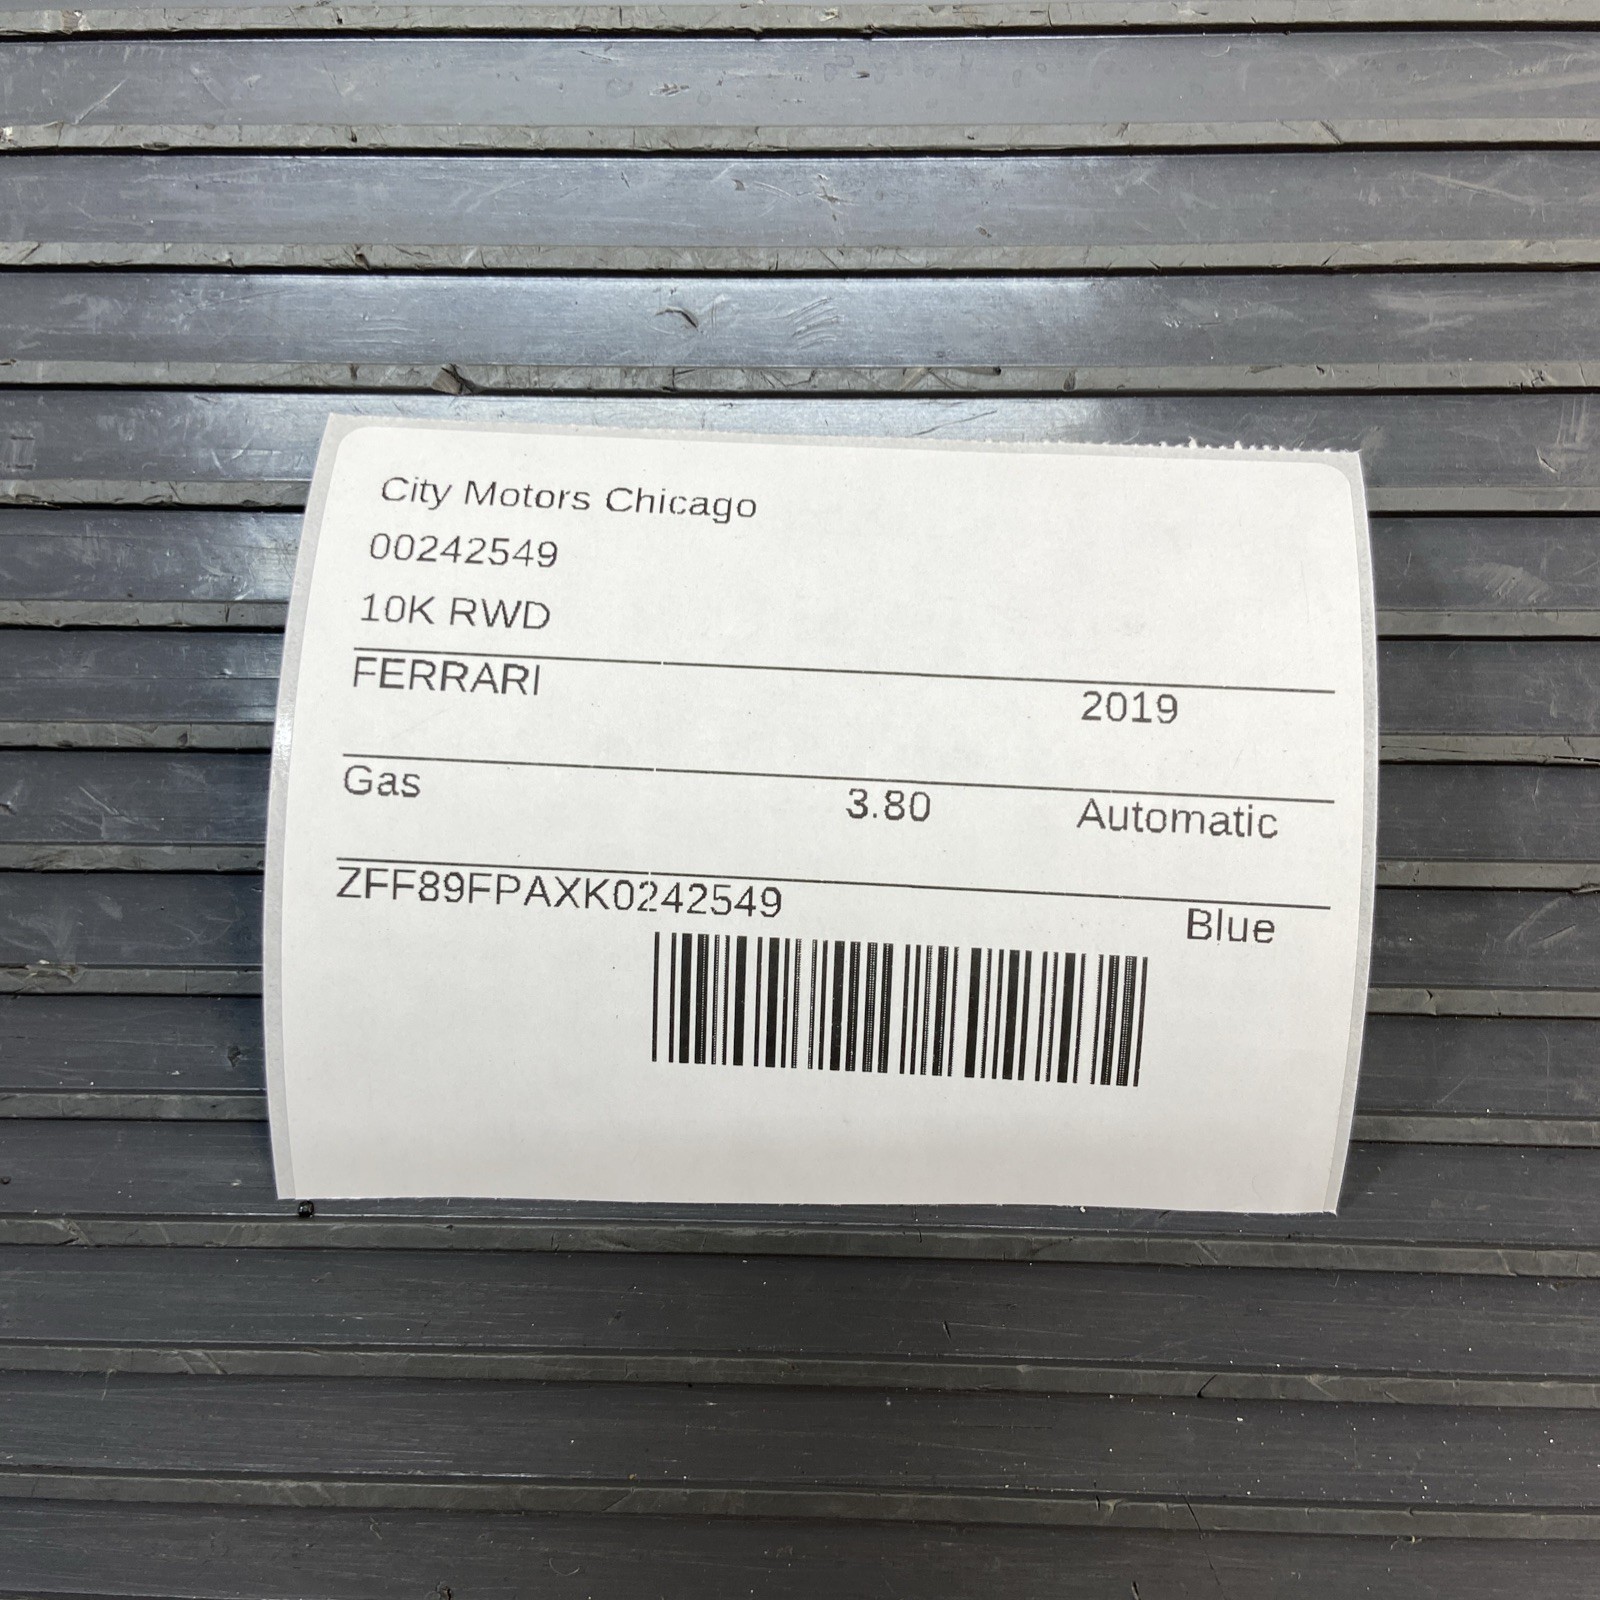 City Motors Chicago
00242549
10K RWD
FERRARI 2019
Gas 3.80 Automatic
ZFF89FPAXK0242549 Blue